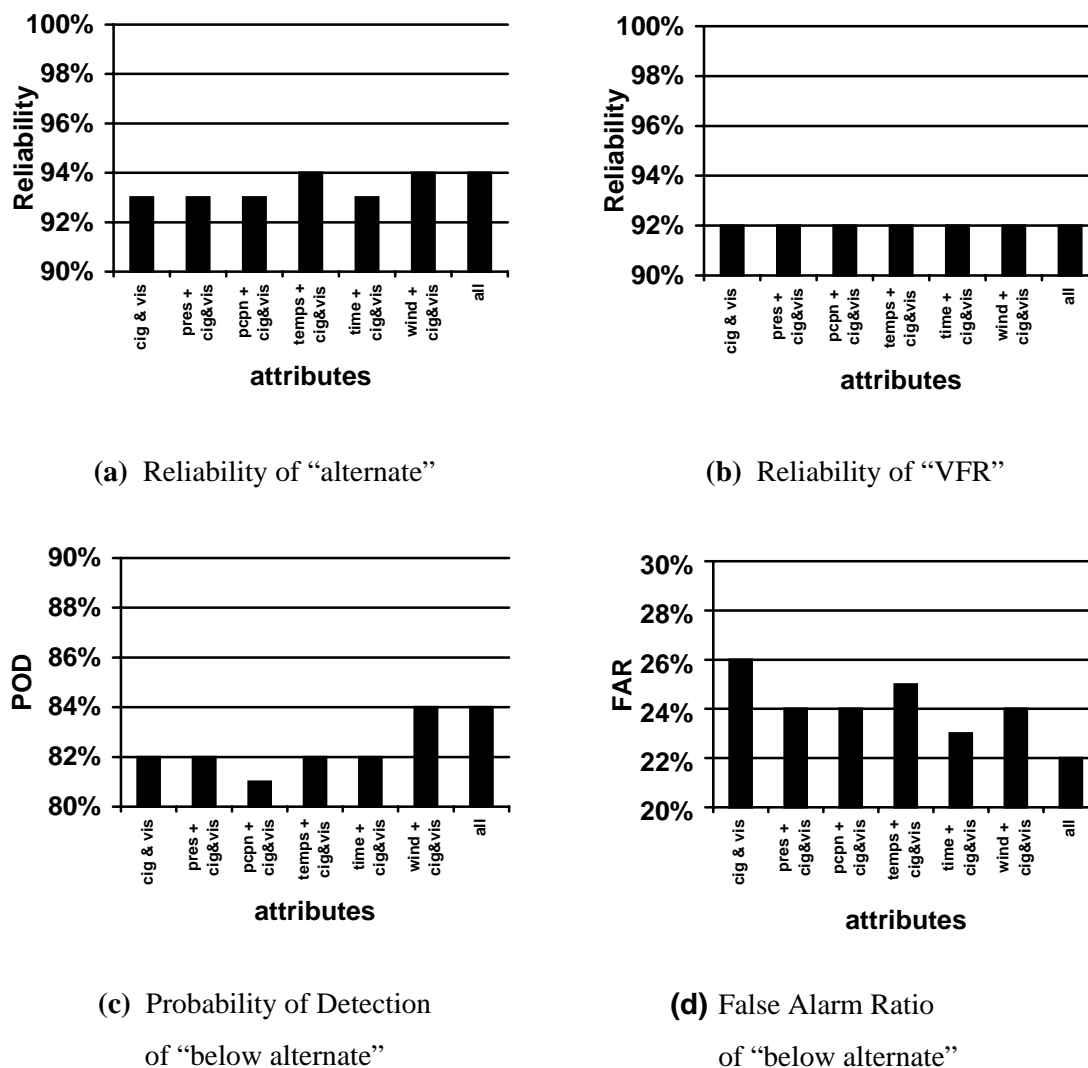 100%
98%
96%
94%
92%
90%
Reliability
cig & vis
pres +
cig&vis
pcpn +
cig&vis
temps +
cig&vis
time +
cig&vis
wind +
cig&vis
all
attributes
(a) Reliability of “alternate”
100%
98%
96%
94%
92%
90%
Reliability
cig & vis
pres +
cig&vis
pcpn +
cig&vis
temps +
cig&vis
time +
cig&vis
wind +
cig&vis
all
attributes
(b) Reliability of “VFR”
90%
88%
86%
84%
82%
80%
POD
cig & vis
pres +
cig&vis
pcpn +
cig&vis
temps +
cig&vis
time +
cig&vis
wind +
cig&vis
all
attributes
(c) Probability of Detection
of “below alternate”
30%
28%
26%
24%
22%
20%
FAR
cig & vis
pres +
cig&vis
pcpn +
cig&vis
temps +
cig&vis
time +
cig&vis
wind +
cig&vis
all
attributes
(d) False Alarm Ratio
of “below alternate”